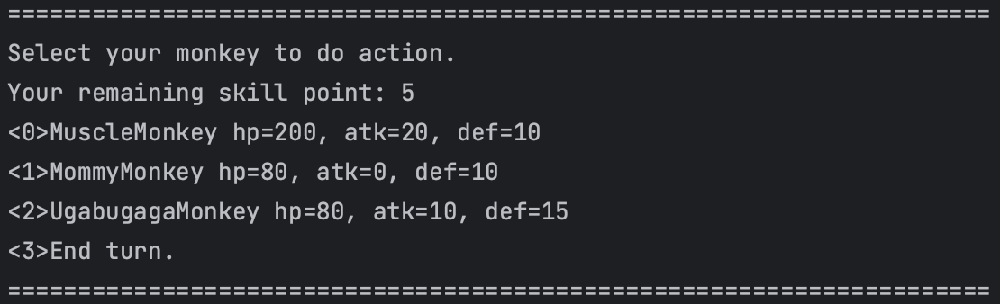 ======================================================================
Select your monkey to do action.
Your remaining skill point: 5
<0>MuscleMonkey hp=200, atk=20, def=10
<1>MommyMonkey hp=80, atk=0, def=10
<2>UgabugagaMonkey hp=80, atk=10, def=15
<3>End turn.
======================================================================